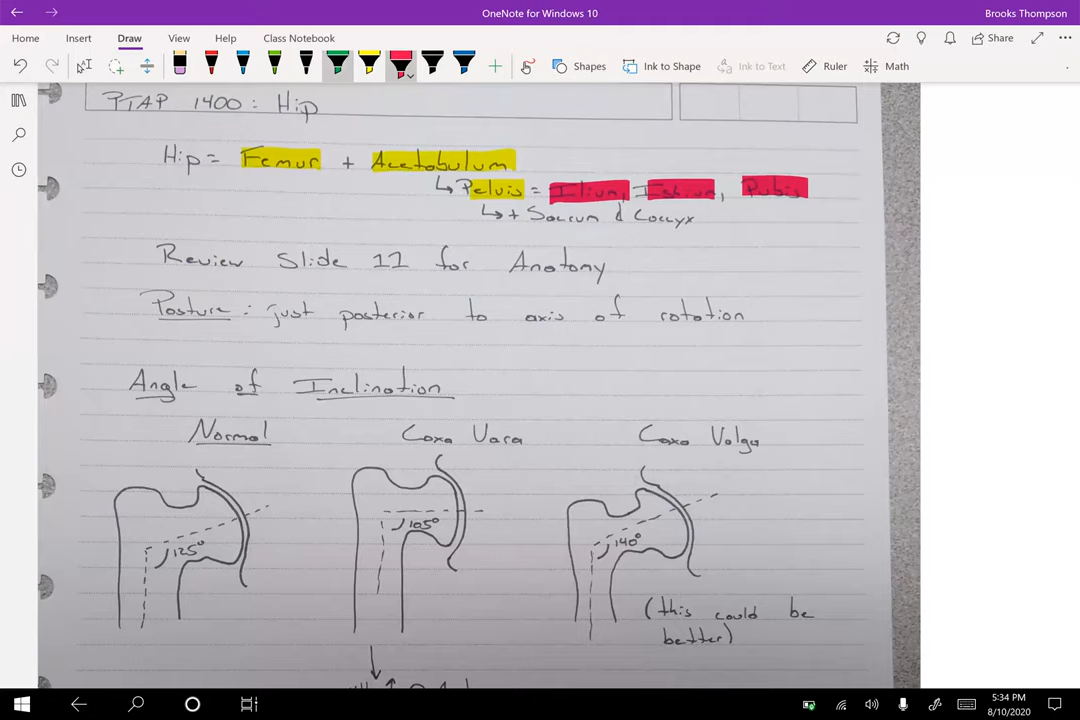 OneNote for Windows 10
Brooks Thompson
Home Insert Draw View Help Class Notebook
Share
Shapes Ink to Shape Ink to Text Ruler Math
PTAP 1400: Hip
Hip = Femur + Acetabulum
↳ Pelvis = Ilium, Ischium, Pubis
↳ + Sacrum & Coccyx
Review Slide 11 for Anatomy
Posture: just posterior to axis of rotation
Angle of Inclination
Normal Coxa Vara Coxa Valga
125° 105° 140°
(this could be
better)
5:34 PM
8/10/2020